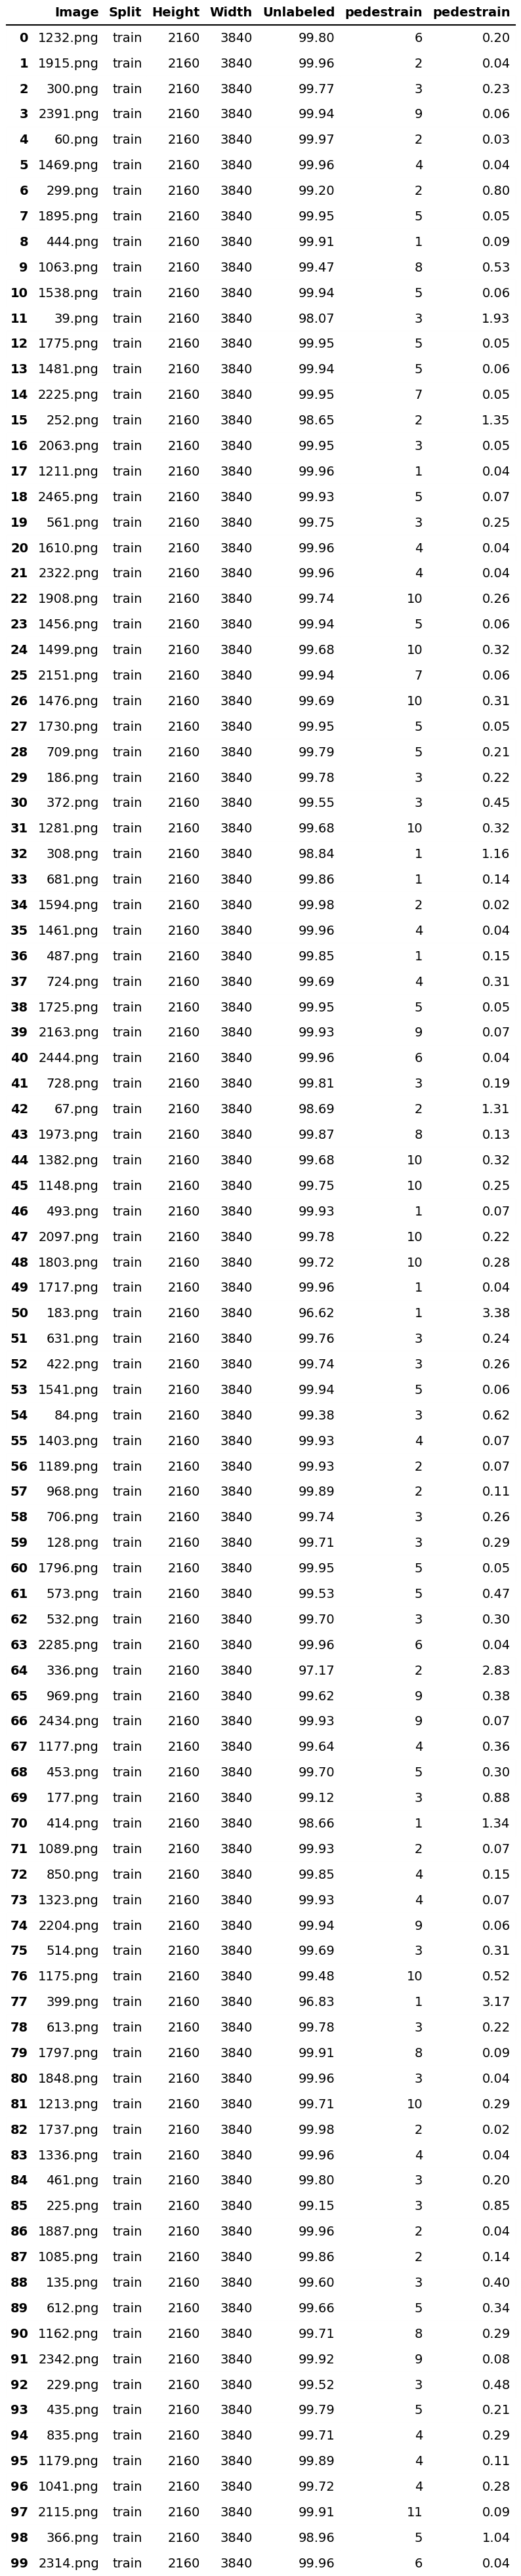 Image Split Height Width Unlabeled pedestrain pedestrain
0 1232.png train 2160 3840 99.80 6 0.20
1 1915.png train 2160 3840 99.96 2 0.04
2 300.png train 2160 3840 99.77 3 0.23
3 2391.png train 2160 3840 99.94 9 0.06
4 60.png train 2160 3840 99.97 2 0.03
5 1469.png train 2160 3840 99.96 4 0.04
6 299.png train 2160 3840 99.20 2 0.80
7 1895.png train 2160 3840 99.95 5 0.05
8 444.png train 2160 3840 99.91 1 0.09
9 1063.png train 2160 3840 99.47 8 0.53
10 1538.png train 2160 3840 99.94 5 0.06
11 39.png train 2160 3840 98.07 3 1.93
12 1775.png train 2160 3840 99.95 5 0.05
13 1481.png train 2160 3840 99.94 5 0.06
14 2225.png train 2160 3840 99.95 7 0.05
15 252.png train 2160 3840 98.65 2 1.35
16 2063.png train 2160 3840 99.95 3 0.05
17 1211.png train 2160 3840 99.96 1 0.04
18 2465.png train 2160 3840 99.93 5 0.07
19 561.png train 2160 3840 99.75 3 0.25
20 1610.png train 2160 3840 99.96 4 0.04
21 2322.png train 2160 3840 99.96 4 0.04
22 1908.png train 2160 3840 99.74 10 0.26
23 1456.png train 2160 3840 99.94 5 0.06
24 1499.png train 2160 3840 99.68 10 0.32
25 2151.png train 2160 3840 99.94 7 0.06
26 1476.png train 2160 3840 99.69 10 0.31
27 1730.png train 2160 3840 99.95 5 0.05
28 709.png train 2160 3840 99.79 5 0.21
29 186.png train 2160 3840 99.78 3 0.22
30 372.png train 2160 3840 99.55 3 0.45
31 1281.png train 2160 3840 99.68 10 0.32
32 308.png train 2160 3840 98.84 1 1.16
33 681.png train 2160 3840 99.86 1 0.14
34 1594.png train 2160 3840 99.98 2 0.02
35 1461.png train 2160 3840 99.96 4 0.04
36 487.png train 2160 3840 99.85 1 0.15
37 724.png train 2160 3840 99.69 4 0.31
38 1725.png train 2160 3840 99.95 5 0.05
39 2163.png train 2160 3840 99.93 9 0.07
40 2444.png train 2160 3840 99.96 6 0.04
41 728.png train 2160 3840 99.81 3 0.19
42 67.png train 2160 3840 98.69 2 1.31
43 1973.png train 2160 3840 99.87 8 0.13
44 1382.png train 2160 3840 99.68 10 0.32
45 1148.png train 2160 3840 99.75 10 0.25
46 493.png train 2160 3840 99.93 1 0.07
47 2097.png train 2160 3840 99.78 10 0.22
48 1803.png train 2160 3840 99.72 10 0.28
49 1717.png train 2160 3840 99.96 1 0.04
50 183.png train 2160 3840 96.62 1 3.38
51 631.png train 2160 3840 99.76 3 0.24
52 422.png train 2160 3840 99.74 3 0.26
53 1541.png train 2160 3840 99.94 5 0.06
54 84.png train 2160 3840 99.38 3 0.62
55 1403.png train 2160 3840 99.93 4 0.07
56 1189.png train 2160 3840 99.93 2 0.07
57 968.png train 2160 3840 99.89 2 0.11
58 706.png train 2160 3840 99.74 3 0.26
59 128.png train 2160 3840 99.71 3 0.29
60 1796.png train 2160 3840 99.95 5 0.05
61 573.png train 2160 3840 99.53 5 0.47
62 532.png train 2160 3840 99.70 3 0.30
63 2285.png train 2160 3840 99.96 6 0.04
64 336.png train 2160 3840 97.17 2 2.83
65 969.png train 2160 3840 99.62 9 0.38
66 2434.png train 2160 3840 99.93 9 0.07
67 1177.png train 2160 3840 99.64 4 0.36
68 453.png train 2160 3840 99.70 5 0.30
69 177.png train 2160 3840 99.12 3 0.88
70 414.png train 2160 3840 98.66 1 1.34
71 1089.png train 2160 3840 99.93 2 0.07
72 850.png train 2160 3840 99.85 4 0.15
73 1323.png train 2160 3840 99.93 4 0.07
74 2204.png train 2160 3840 99.94 9 0.06
75 514.png train 2160 3840 99.69 3 0.31
76 1175.png train 2160 3840 99.48 10 0.52
77 399.png train 2160 3840 96.83 1 3.17
78 613.png train 2160 3840 99.78 3 0.22
79 1797.png train 2160 3840 99.91 8 0.09
80 1848.png train 2160 3840 99.96 3 0.04
81 1213.png train 2160 3840 99.71 10 0.29
82 1737.png train 2160 3840 99.98 2 0.02
83 1336.png train 2160 3840 99.96 4 0.04
84 461.png train 2160 3840 99.80 3 0.20
85 225.png train 2160 3840 99.15 3 0.85
86 1887.png train 2160 3840 99.96 2 0.04
87 1085.png train 2160 3840 99.86 2 0.14
88 135.png train 2160 3840 99.60 3 0.40
89 612.png train 2160 3840 99.66 5 0.34
90 1162.png train 2160 3840 99.71 8 0.29
91 2342.png train 2160 3840 99.92 9 0.08
92 229.png train 2160 3840 99.52 3 0.48
93 435.png train 2160 3840 99.79 5 0.21
94 835.png train 2160 3840 99.71 4 0.29
95 1179.png train 2160 3840 99.89 4 0.11
96 1041.png train 2160 3840 99.72 4 0.28
97 2115.png train 2160 3840 99.91 11 0.09
98 366.png train 2160 3840 98.96 5 1.04
99 2314.png train 2160 3840 99.96 6 0.04